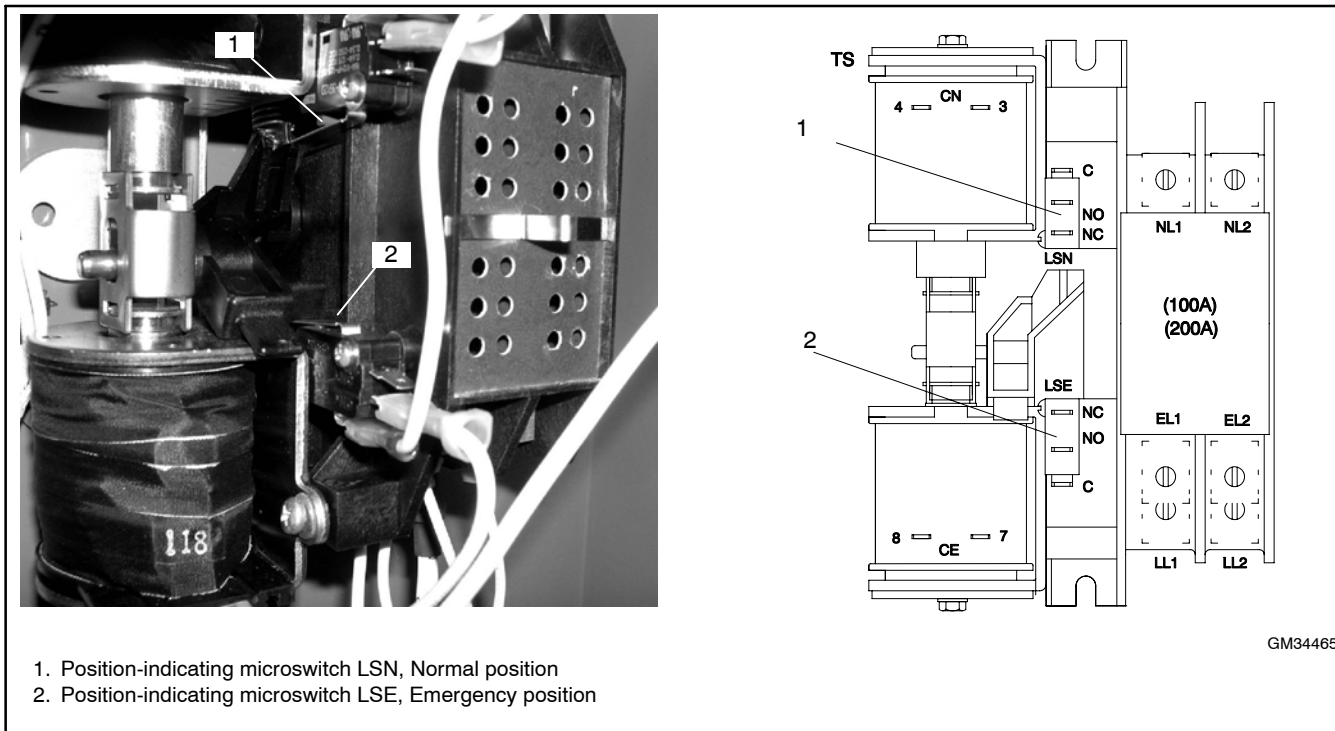 1
2
118
TS
CN
4
3
1
C
NO
NC
LSN
NL1
NL2
(100A)
(200A)
2
LSE
NC
NO
C
EL1
EL2
8
7
CE
LL1
LL2
GM34465
1. Position-indicating microswitch LSN, Normal position
2. Position-indicating microswitch LSE, Emergency position